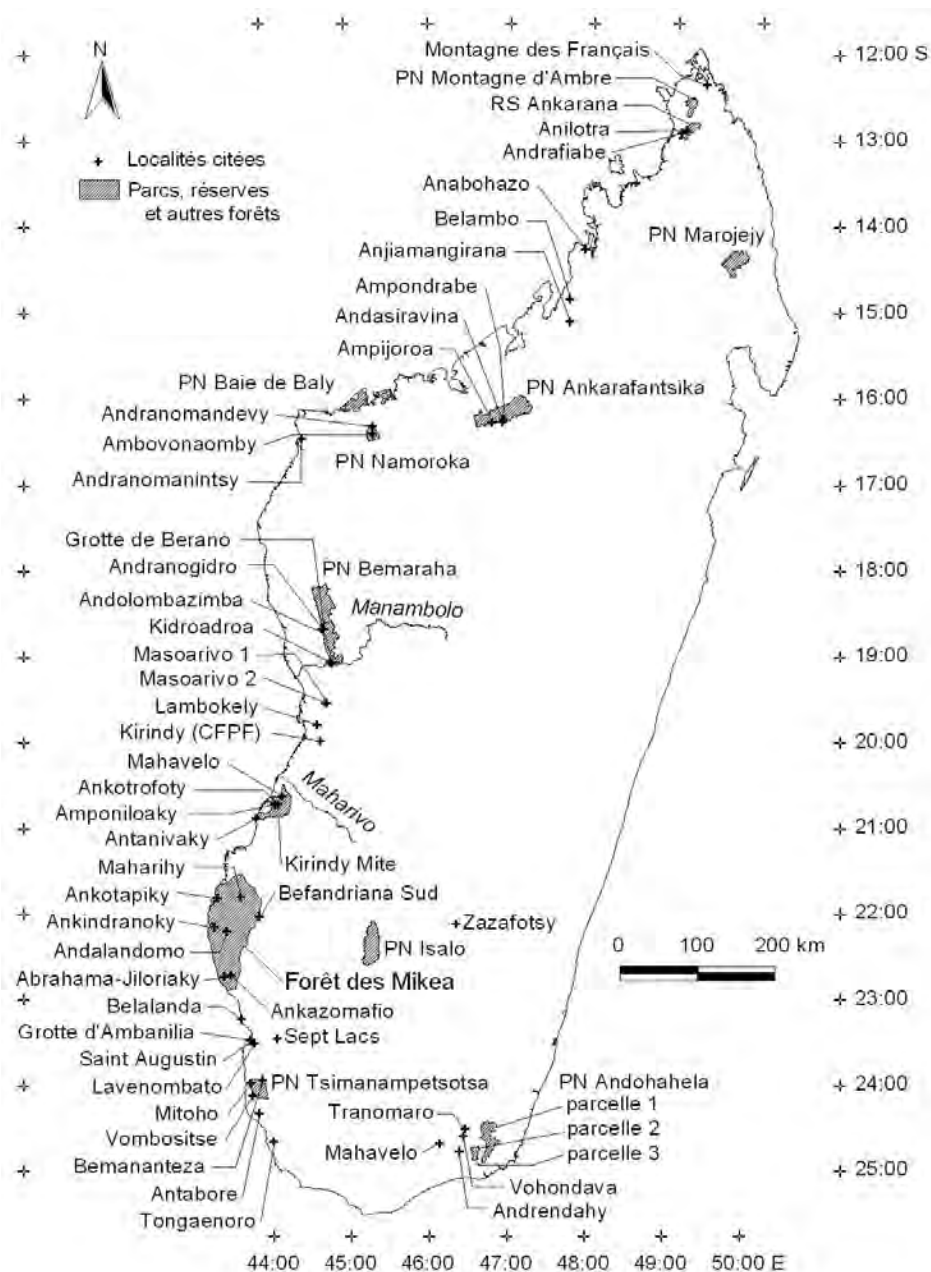 N
Localités citées
Parcs, réserves
et autres forêts
Montagne des Français
PN Montagne d'Ambre
RS Ankarana
Anilotra
Andrafiabe
Anabohazo
Belambo
PN Marojejy
Anjiamangirana
Ampondrabe
Andasiravina
Ampijoroa
PN Baie de Baly
PN Ankarafantsika
Andranomandevy
Ambovonaomby
PN Namoroka
Andranomanintsy
Grotte de Berano
PN Bemaraha
Andranogidro
Andolombazimba
Manambolo
Kidroadroa
Masoarivo 1
Masoarivo 2
Lambokely
Kirindy (CFPF)
Mahavelo
Ankotrofoty
Maharivo
Amponiloaky
Antanivaky
Kirindy Mite
Maharihy
Befandriana Sud
Ankotapiky
Ankindranoky
Zazafotsy
Andalandomo
PN Isalo
Abrahama-Jiloriaky
Forêt des Mikea
Belalanda
Ankazomafio
Grotte d'Ambanilia
Sept Lacs
Saint Augustin
Lavenombato
PN Tsimanampetsotsa
Mitoho
Vombositse
Bemananteza
Antabore
Tongaenoro
PN Andohahela
Tranomaro
parcelle 1
parcelle 2
Mahavelo
parcelle 3
Vohondava
Andrendahy
0 100 200 km
12:00 S
13:00
14:00
15:00
16:00
17:00
18:00
19:00
20:00
21:00
22:00
23:00
24:00
25:00
44:00 45:00 46:00 47:00 48:00 49:00 50:00 E